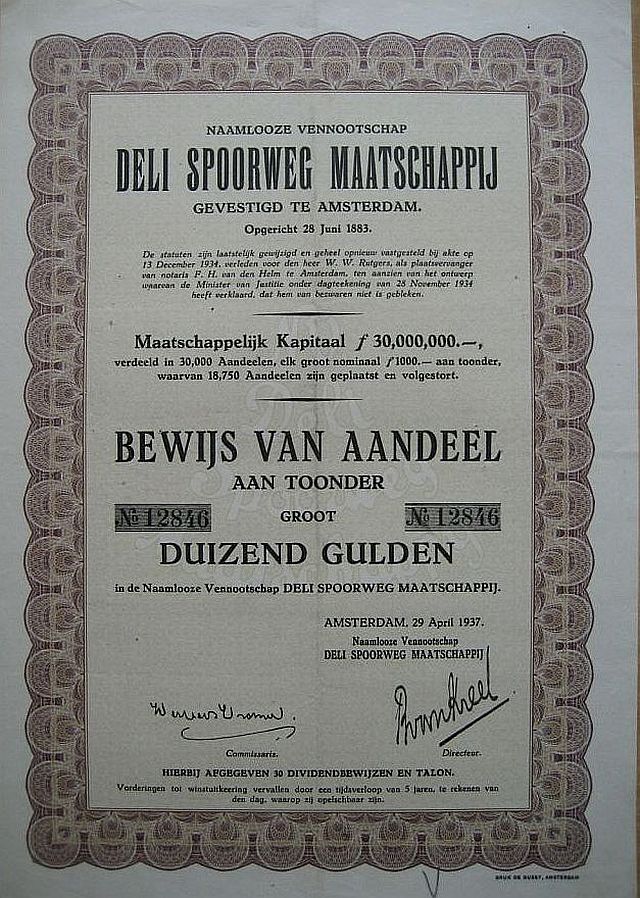 NAAMLOOZE VENNOOTSCHAP
DELI SPOORWEG MAATSCHAPPIJ
GEVESTIGD TE AMSTERDAM.
Opgericht 28 Juni 1883.
De statuten zijn laatstelijk gewijzigd en geheel opnieuw vastgesteld bij akte op
13 December 1934, verleden voor den heer W. W. Rutgers, als plaatsvervanger
van notaris F. H. van den Helm te Amsterdam, ten aanzien van het ontwerp
waarvan de Minister van Justitie onder dagteekening van 28 November 1934
heeft verklaard, dat hem van bezwaren niet is gebleken.
Maatschappelijk Kapitaal ƒ 30,000,000.—,
verdeeld in 30,000 Aandeelen, elk groot nominaal ƒ 1000.— aan toonder,
waarvan 18,750 Aandeelen zijn geplaatst en volgestort.
BEWIJS VAN AANDEEL
AAN TOONDER
№ 12846 GROOT № 12846
DUIZEND GULDEN
in de Naamlooze Vennootschap DELI SPOORWEG MAATSCHAPPIJ.
AMSTERDAM, 29 April 1937.
Naamlooze Vennootschap
DELI SPOORWEG MAATSCHAPPIJ
Commissaris. Directeur.
HIERBIJ AFGEGEVEN 30 DIVIDENDBEWIJZEN EN TALON.
Vorderingen tot winstuitkeering vervallen door een tijdsverloop van 5 jaren, te rekenen van
den dag, waarop zij opeischbaar zijn.
DRUK DE BUSSY, AMSTERDAM